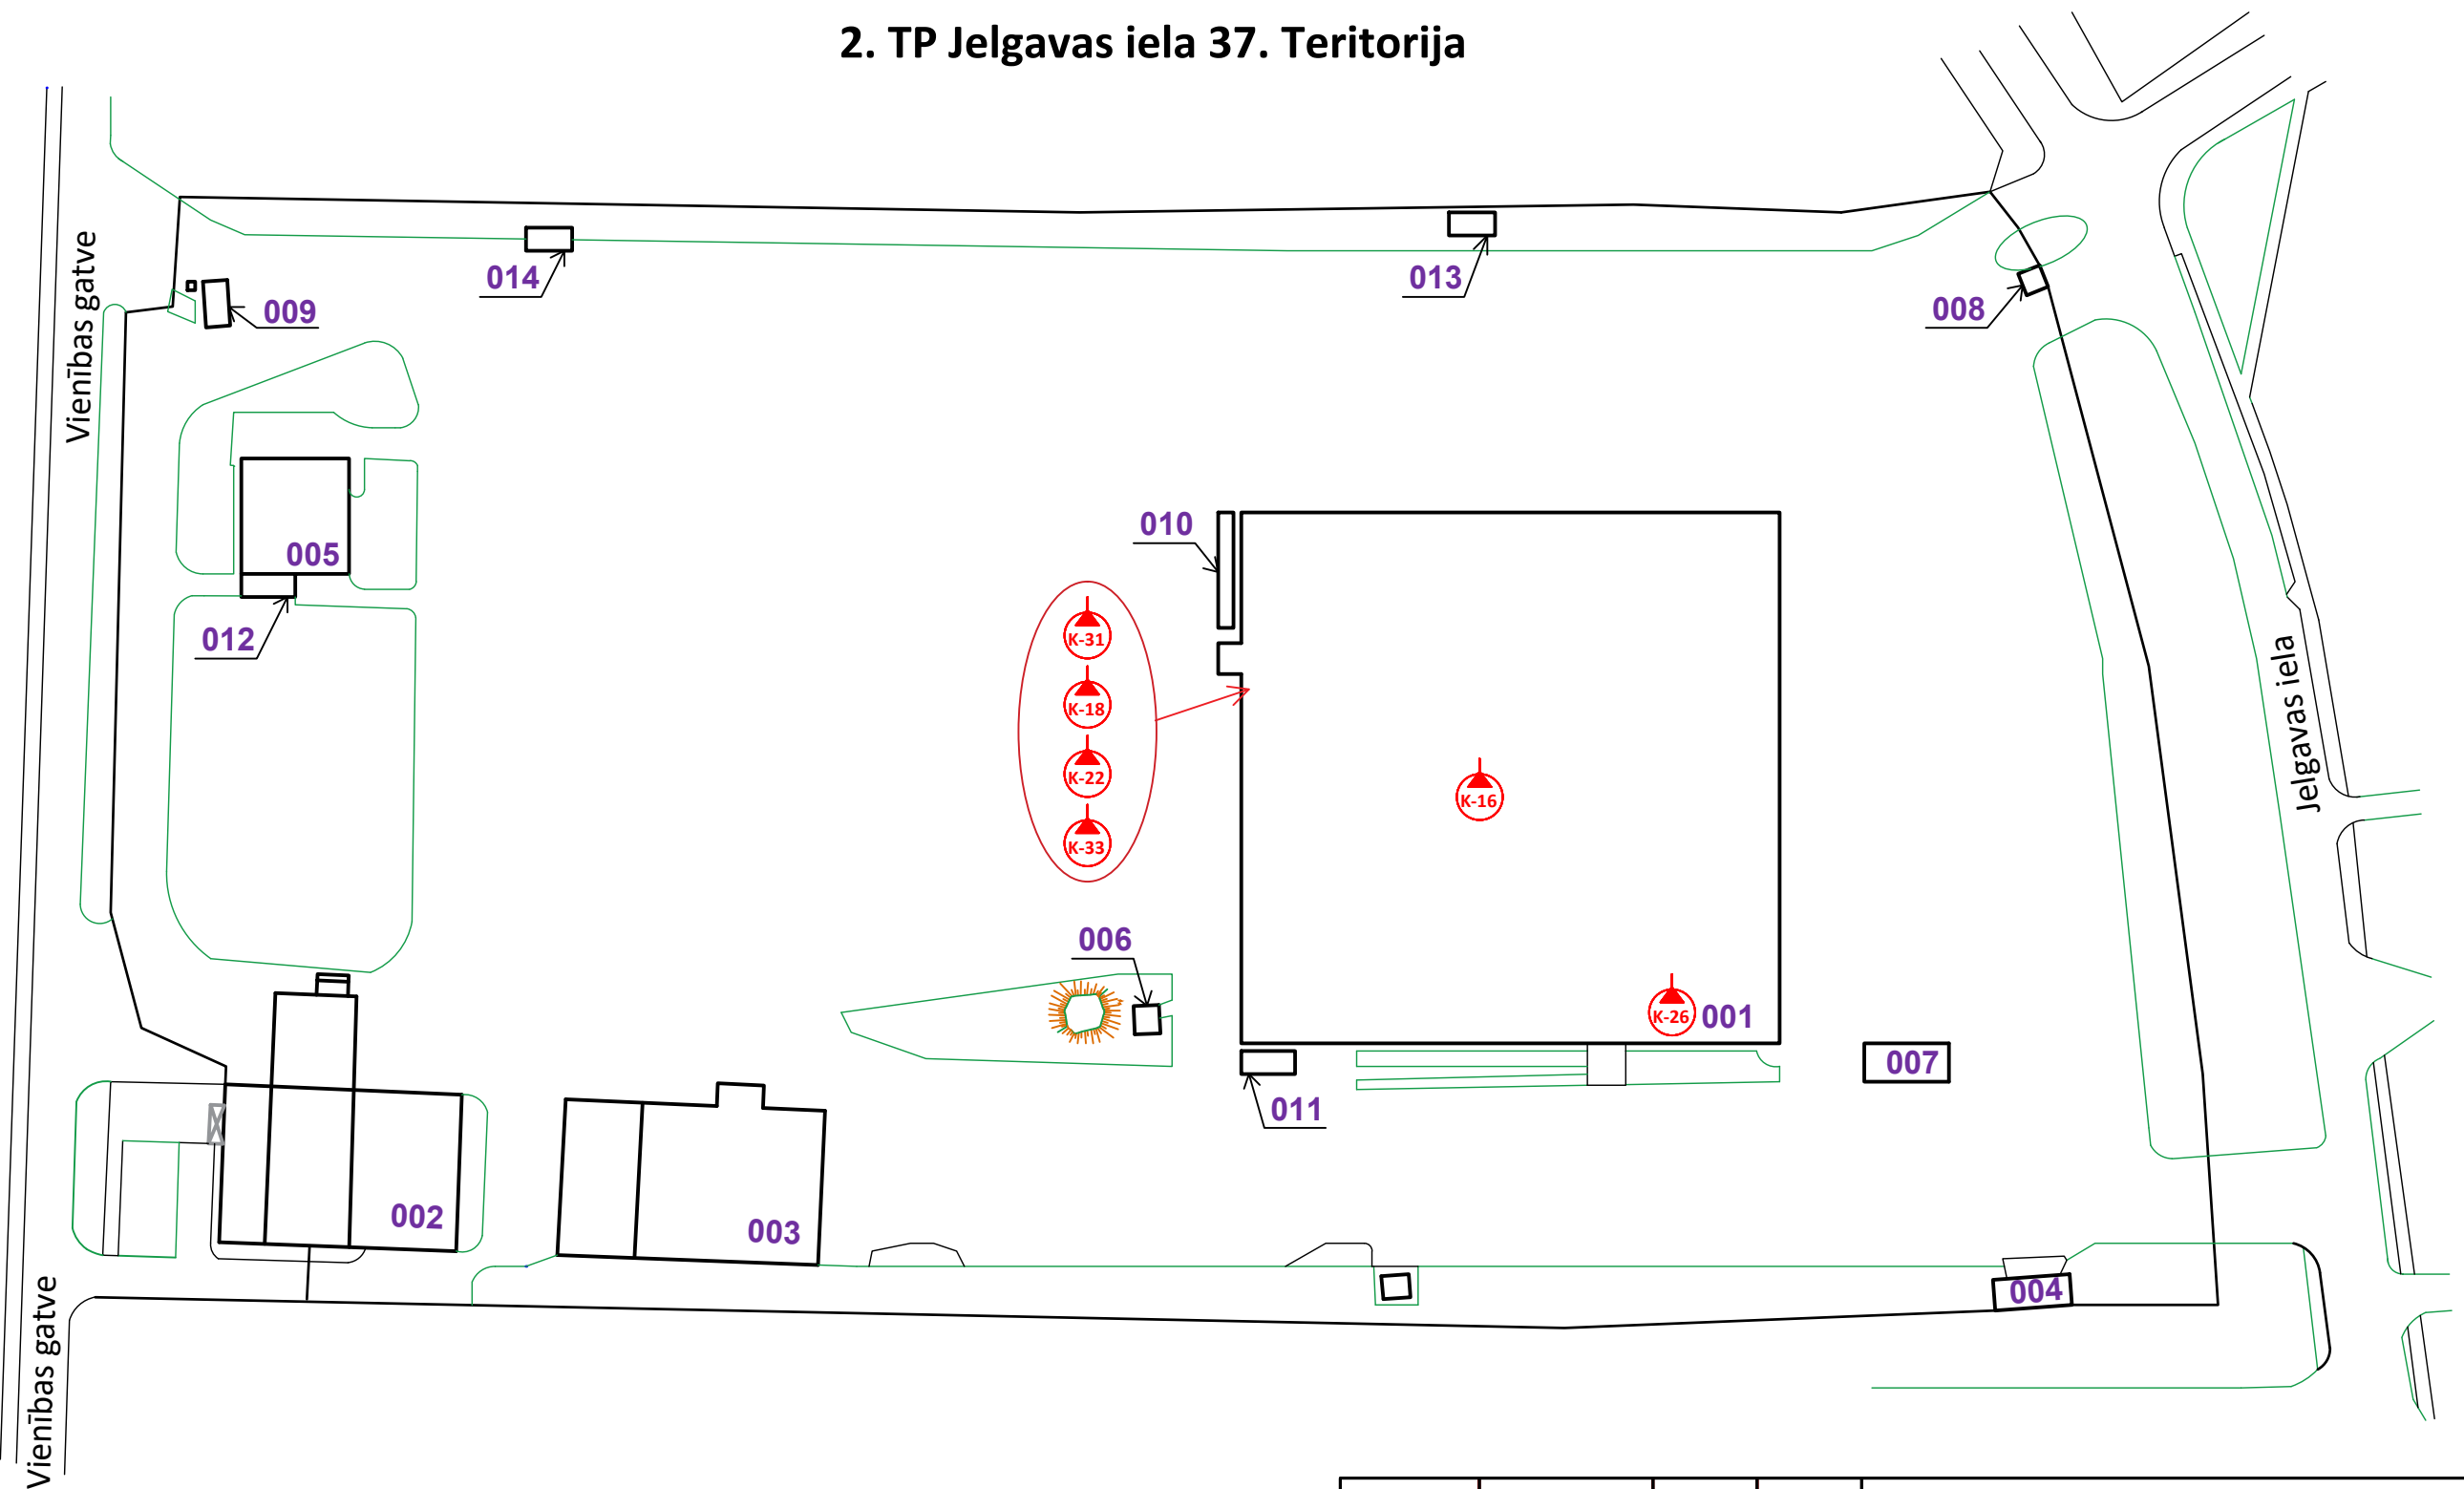 2. TP Jelgavas iela 37. Teritorija
Vienības gatve
014
013
009
008
005
010
012
K-31
K-18
K-22
K-33
K-16
Jelgavas iela
006
K-26
001
007
011
002
003
004
Vienības gatve